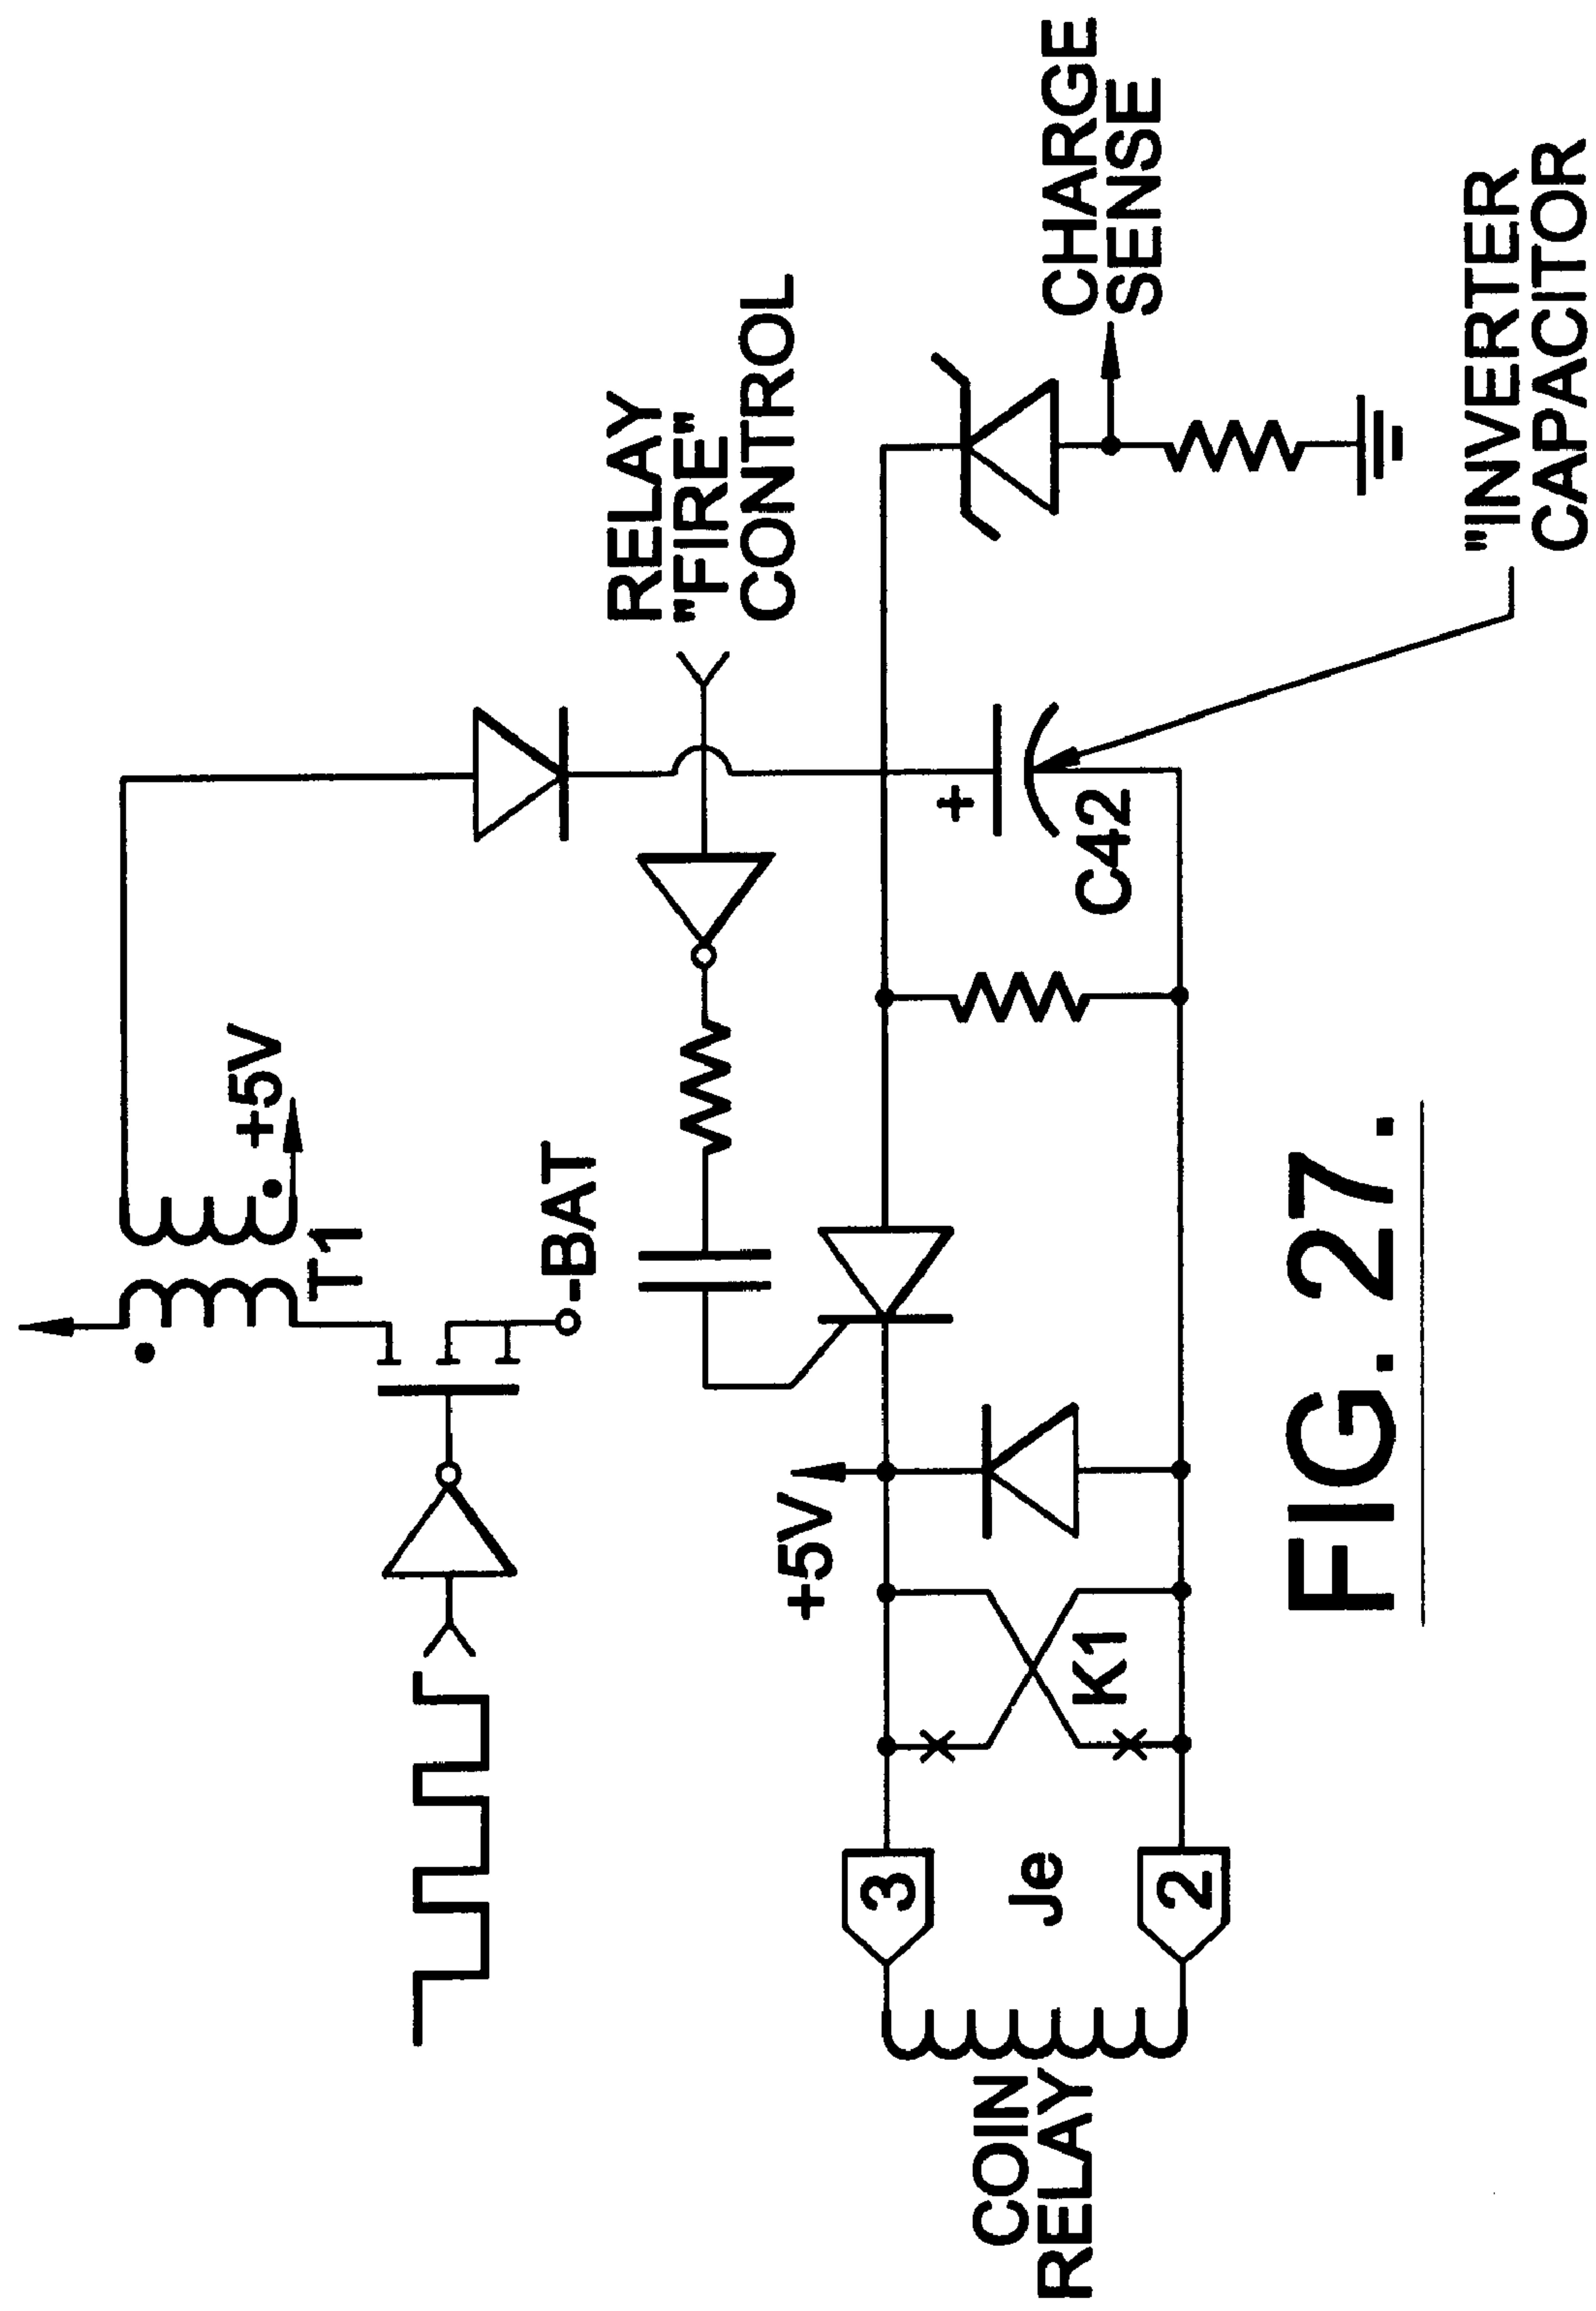 T1
+5V
-BAT
RELAY
"FIRE"
CONTROL
+5V
CHARGE
SENSE
+
C42
"INVERTER
CAPACITOR
K1
3
Je
2
COIN
RELAY
FIG. 27.